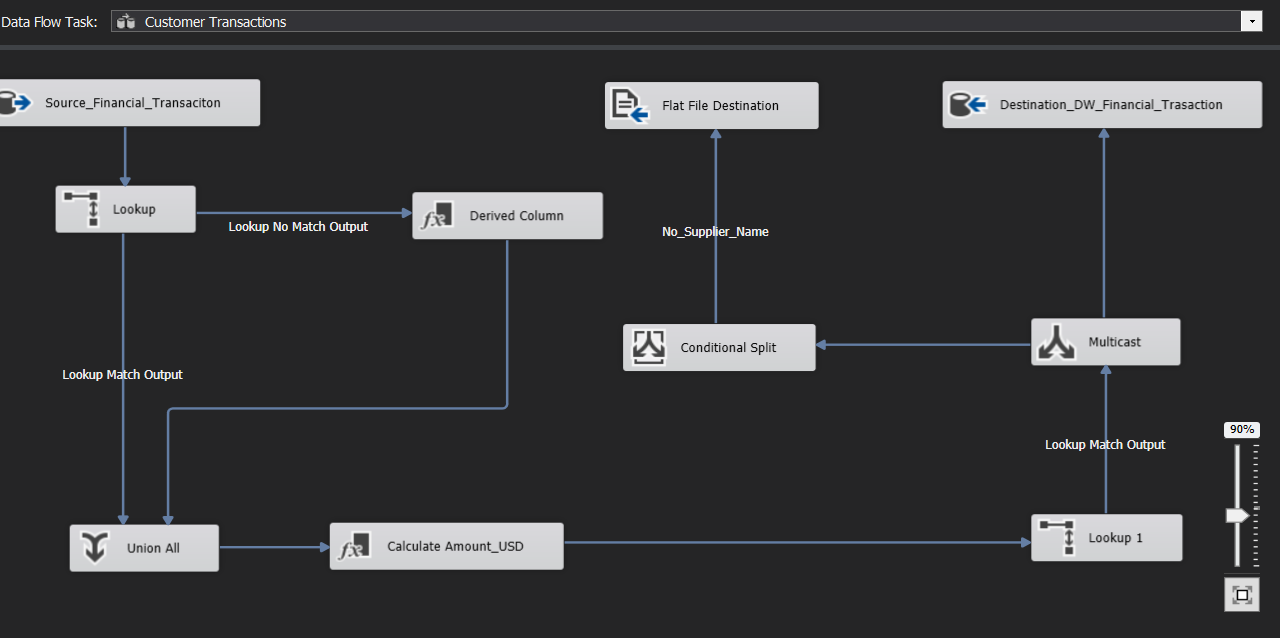 Data Flow Task: Customer Transactions
Source_Financial_Transaciton
Flat File Destination
Destination_DW_Financial_Trasaction
Lookup
Derived Column
Lookup No Match Output
No_Supplier_Name
Conditional Split
Multicast
Lookup Match Output
90%
Lookup Match Output
Union All
Calculate Amount_USD
Lookup 1